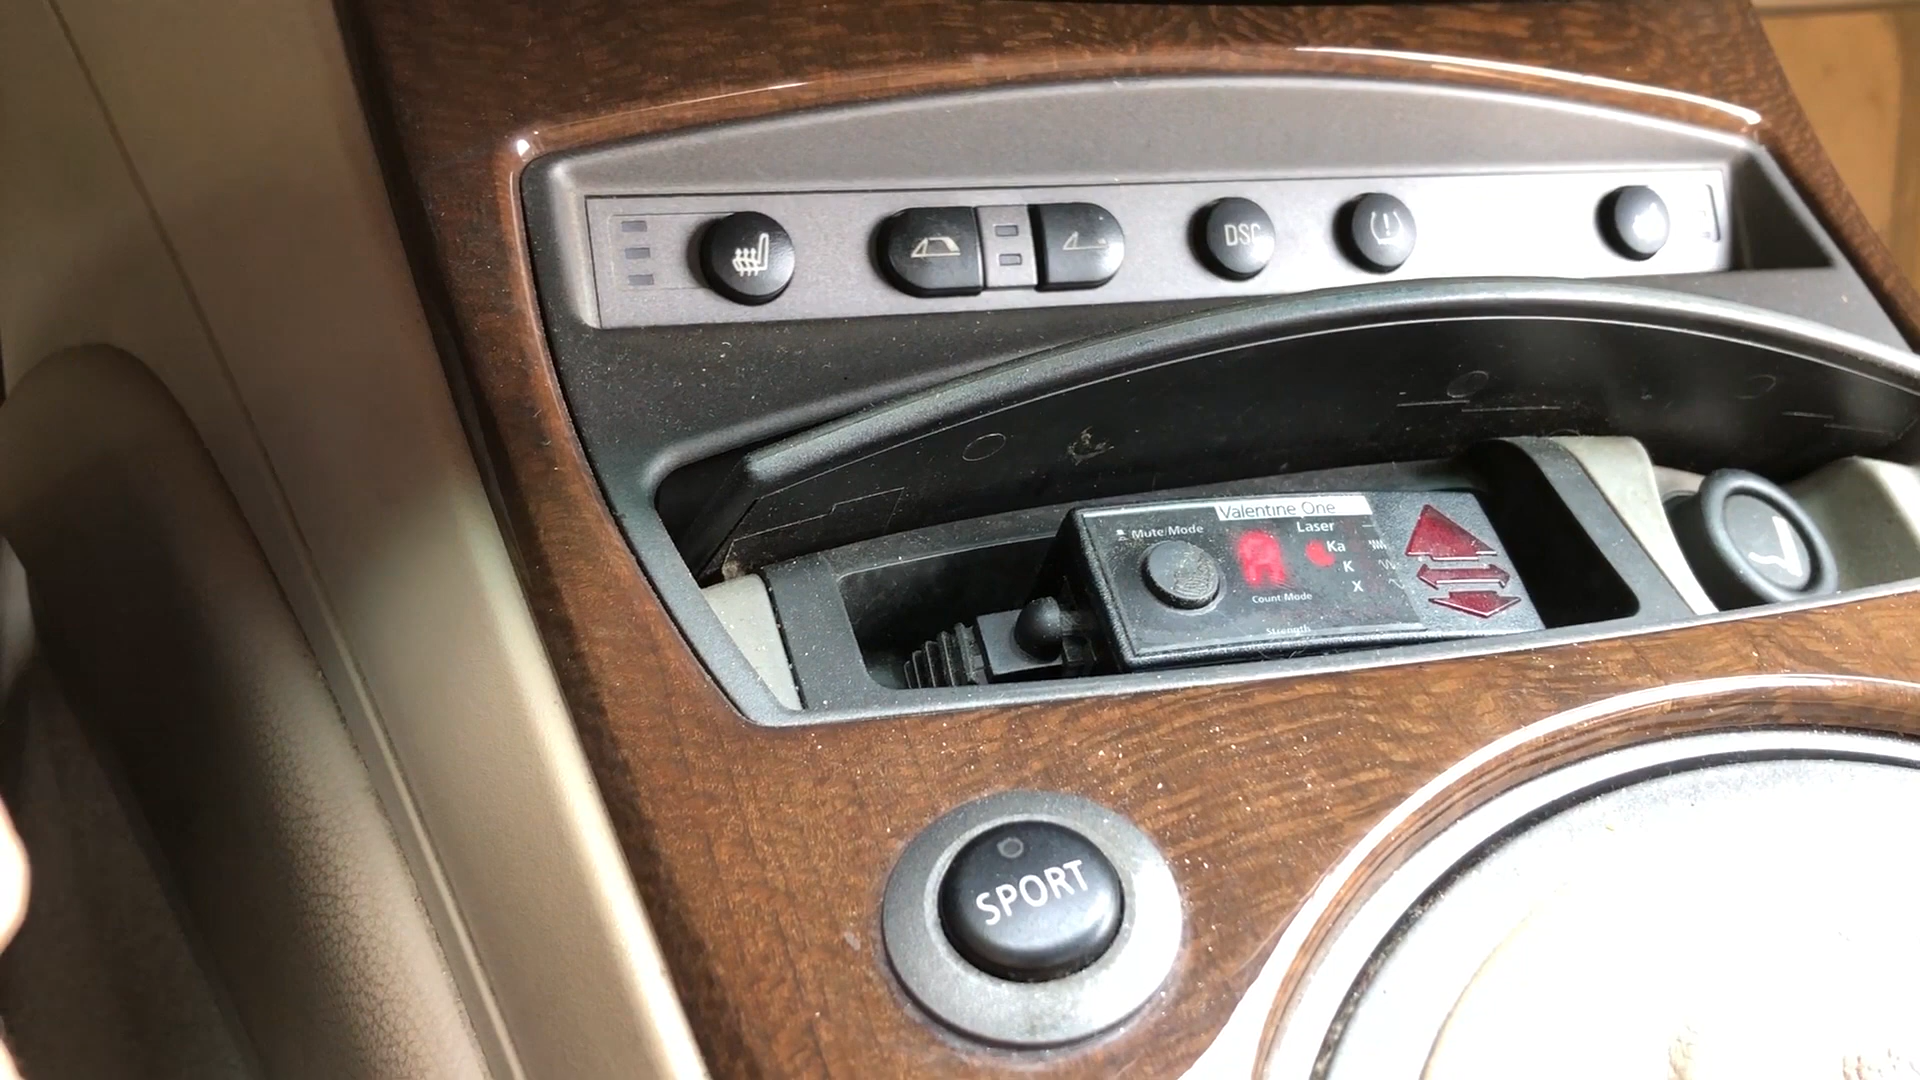 DSC
(!)
Valentine One
Mute/Mode
Laser
Ka
K
X
Count Mode
Strength
SPORT